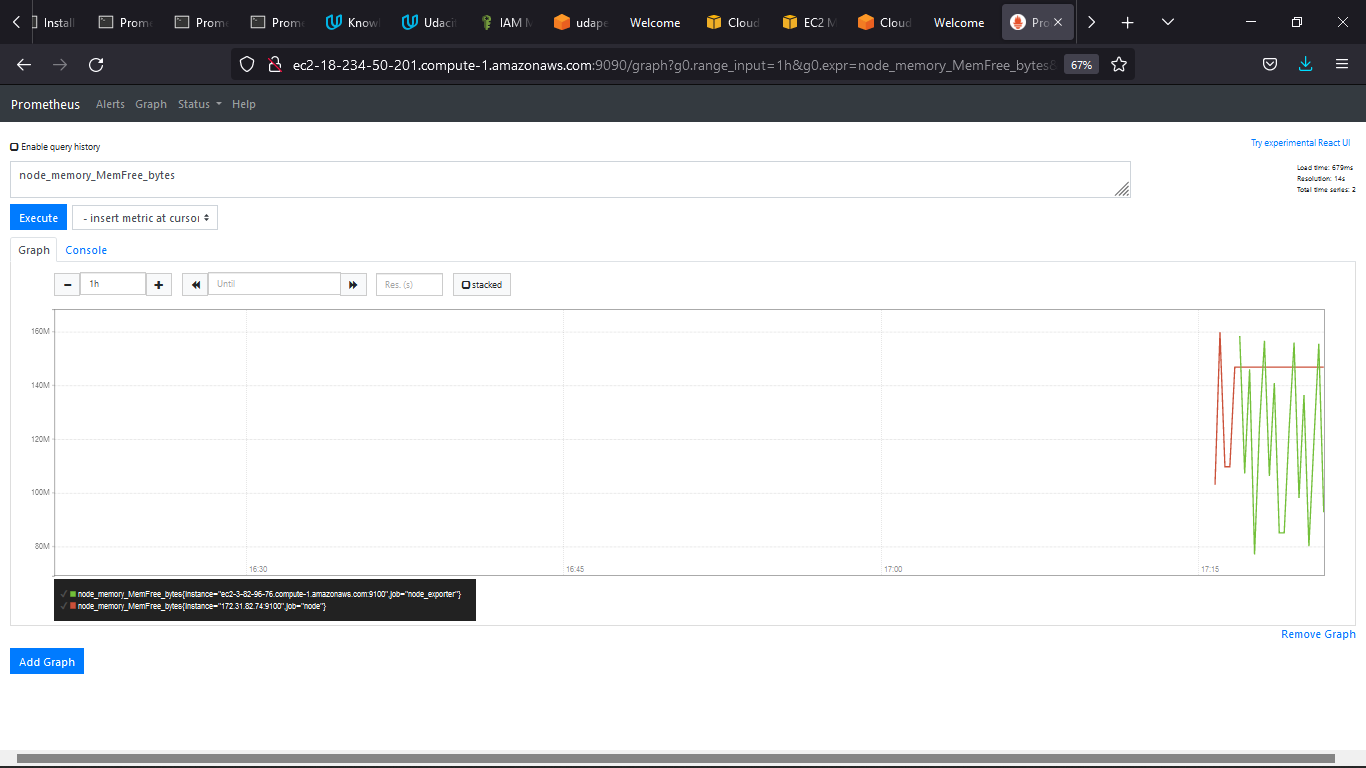 Install Prome Prome Prome Know Udacit IAM M udape Welcome Cloud EC2 M Cloud Welcome Pro
ec2-18-234-50-201.compute-1.amazonaws.com:9090/graph?g0.range_input=1h&g0.expr=node_memory_MemFree_bytes& 67%
Prometheus Alerts Graph Status Help
Enable query history
Try experimental React UI
node_memory_MemFree_bytes
Load time: 679ms
Resolution: 14s
Total time series: 2
Execute - insert metric at cursor
Graph Console
1h Until Res. (s) stacked
160M
140M
120M
100M
80M
16:30 16:45 17:00 17:15
node_memory_MemFree_bytes{instance="ec2-3-82-96-76.compute-1.amazonaws.com:9100",job="node_exporter"}
node_memory_MemFree_bytes{instance="172.31.82.74:9100",job="node"}
Remove Graph
Add Graph